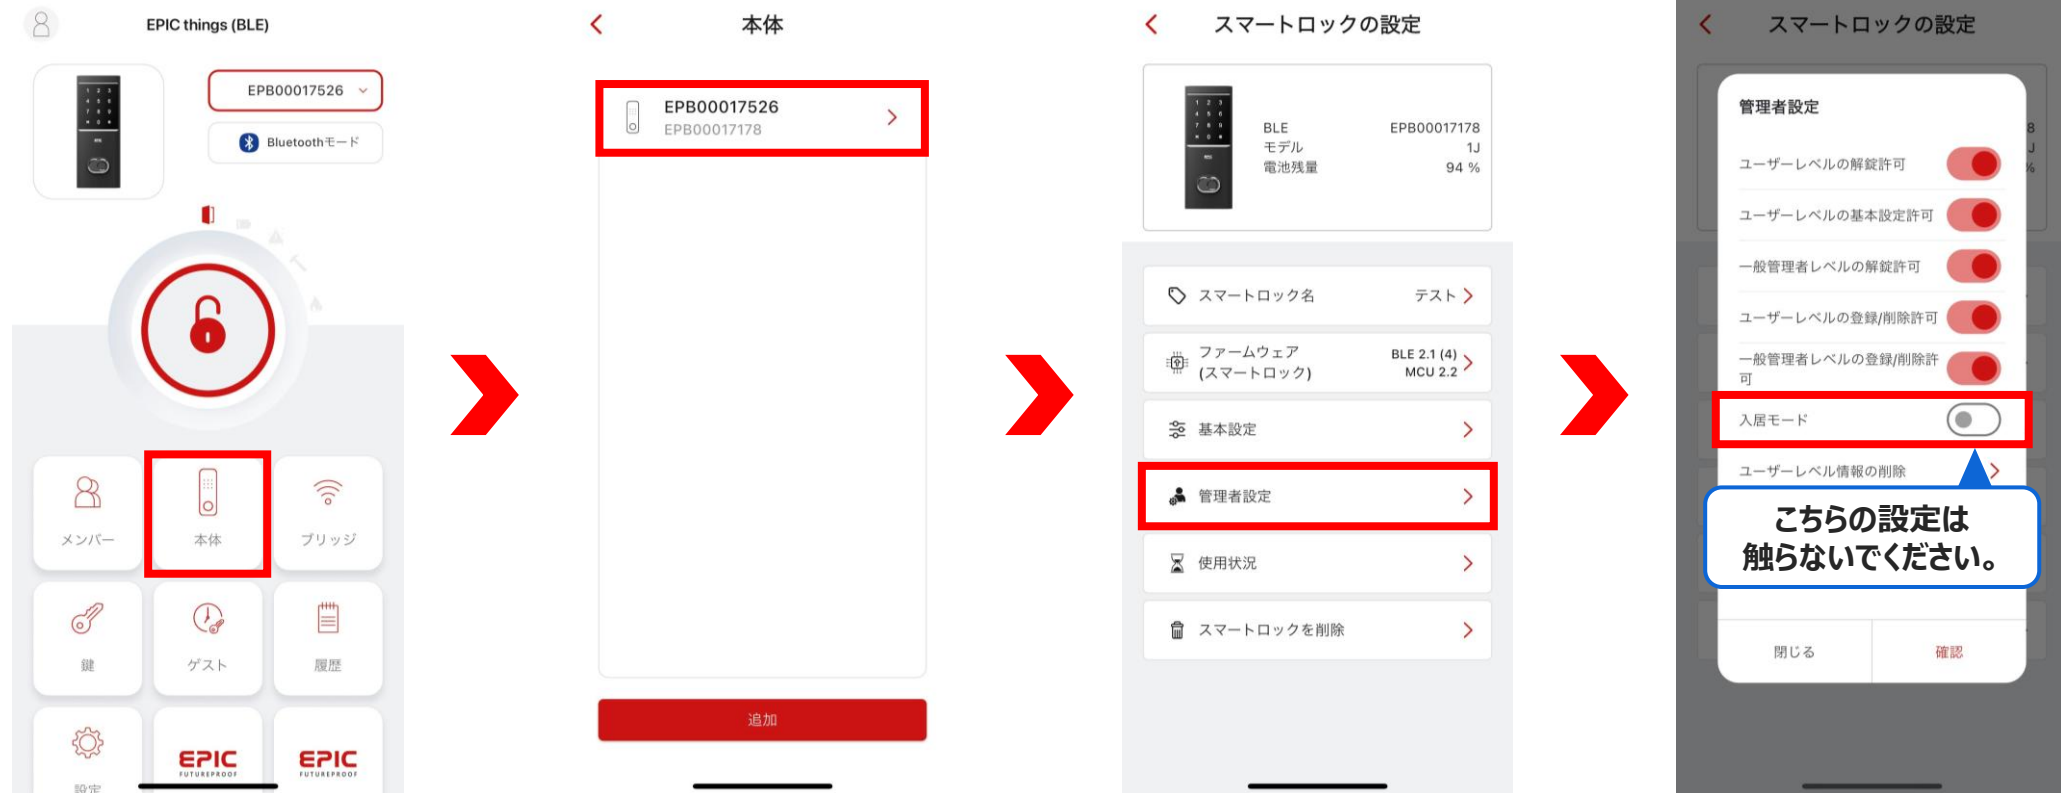 EPIC things (BLE)
EPB00017526
Bluetoothモード
メンバー
本体
ブリッジ
鍵
ゲスト
履歴
設定
EPIC
FUTUREPROOF
EPIC
FUTUREPROOF
本体
EPB00017526
EPB00017178
追加
スマートロックの設定
BLE EPB00017178
モデル 1J
電池残量 94 %
スマートロック名 テスト
ファームウェア
(スマートロック)
BLE 2.1 (4)
MCU 2.2
基本設定
管理者設定
使用状況
スマートロックを削除
スマートロックの設定
管理者設定
ユーザーレベルの解錠許可
ユーザーレベルの基本設定許可
一般管理者レベルの解錠許可
ユーザーレベルの登録/削除許可
一般管理者レベルの登録/削除許
可
入居モード
ユーザーレベル情報の削除
こちらの設定は
触らないでください。
閉じる
確認
8
J
%